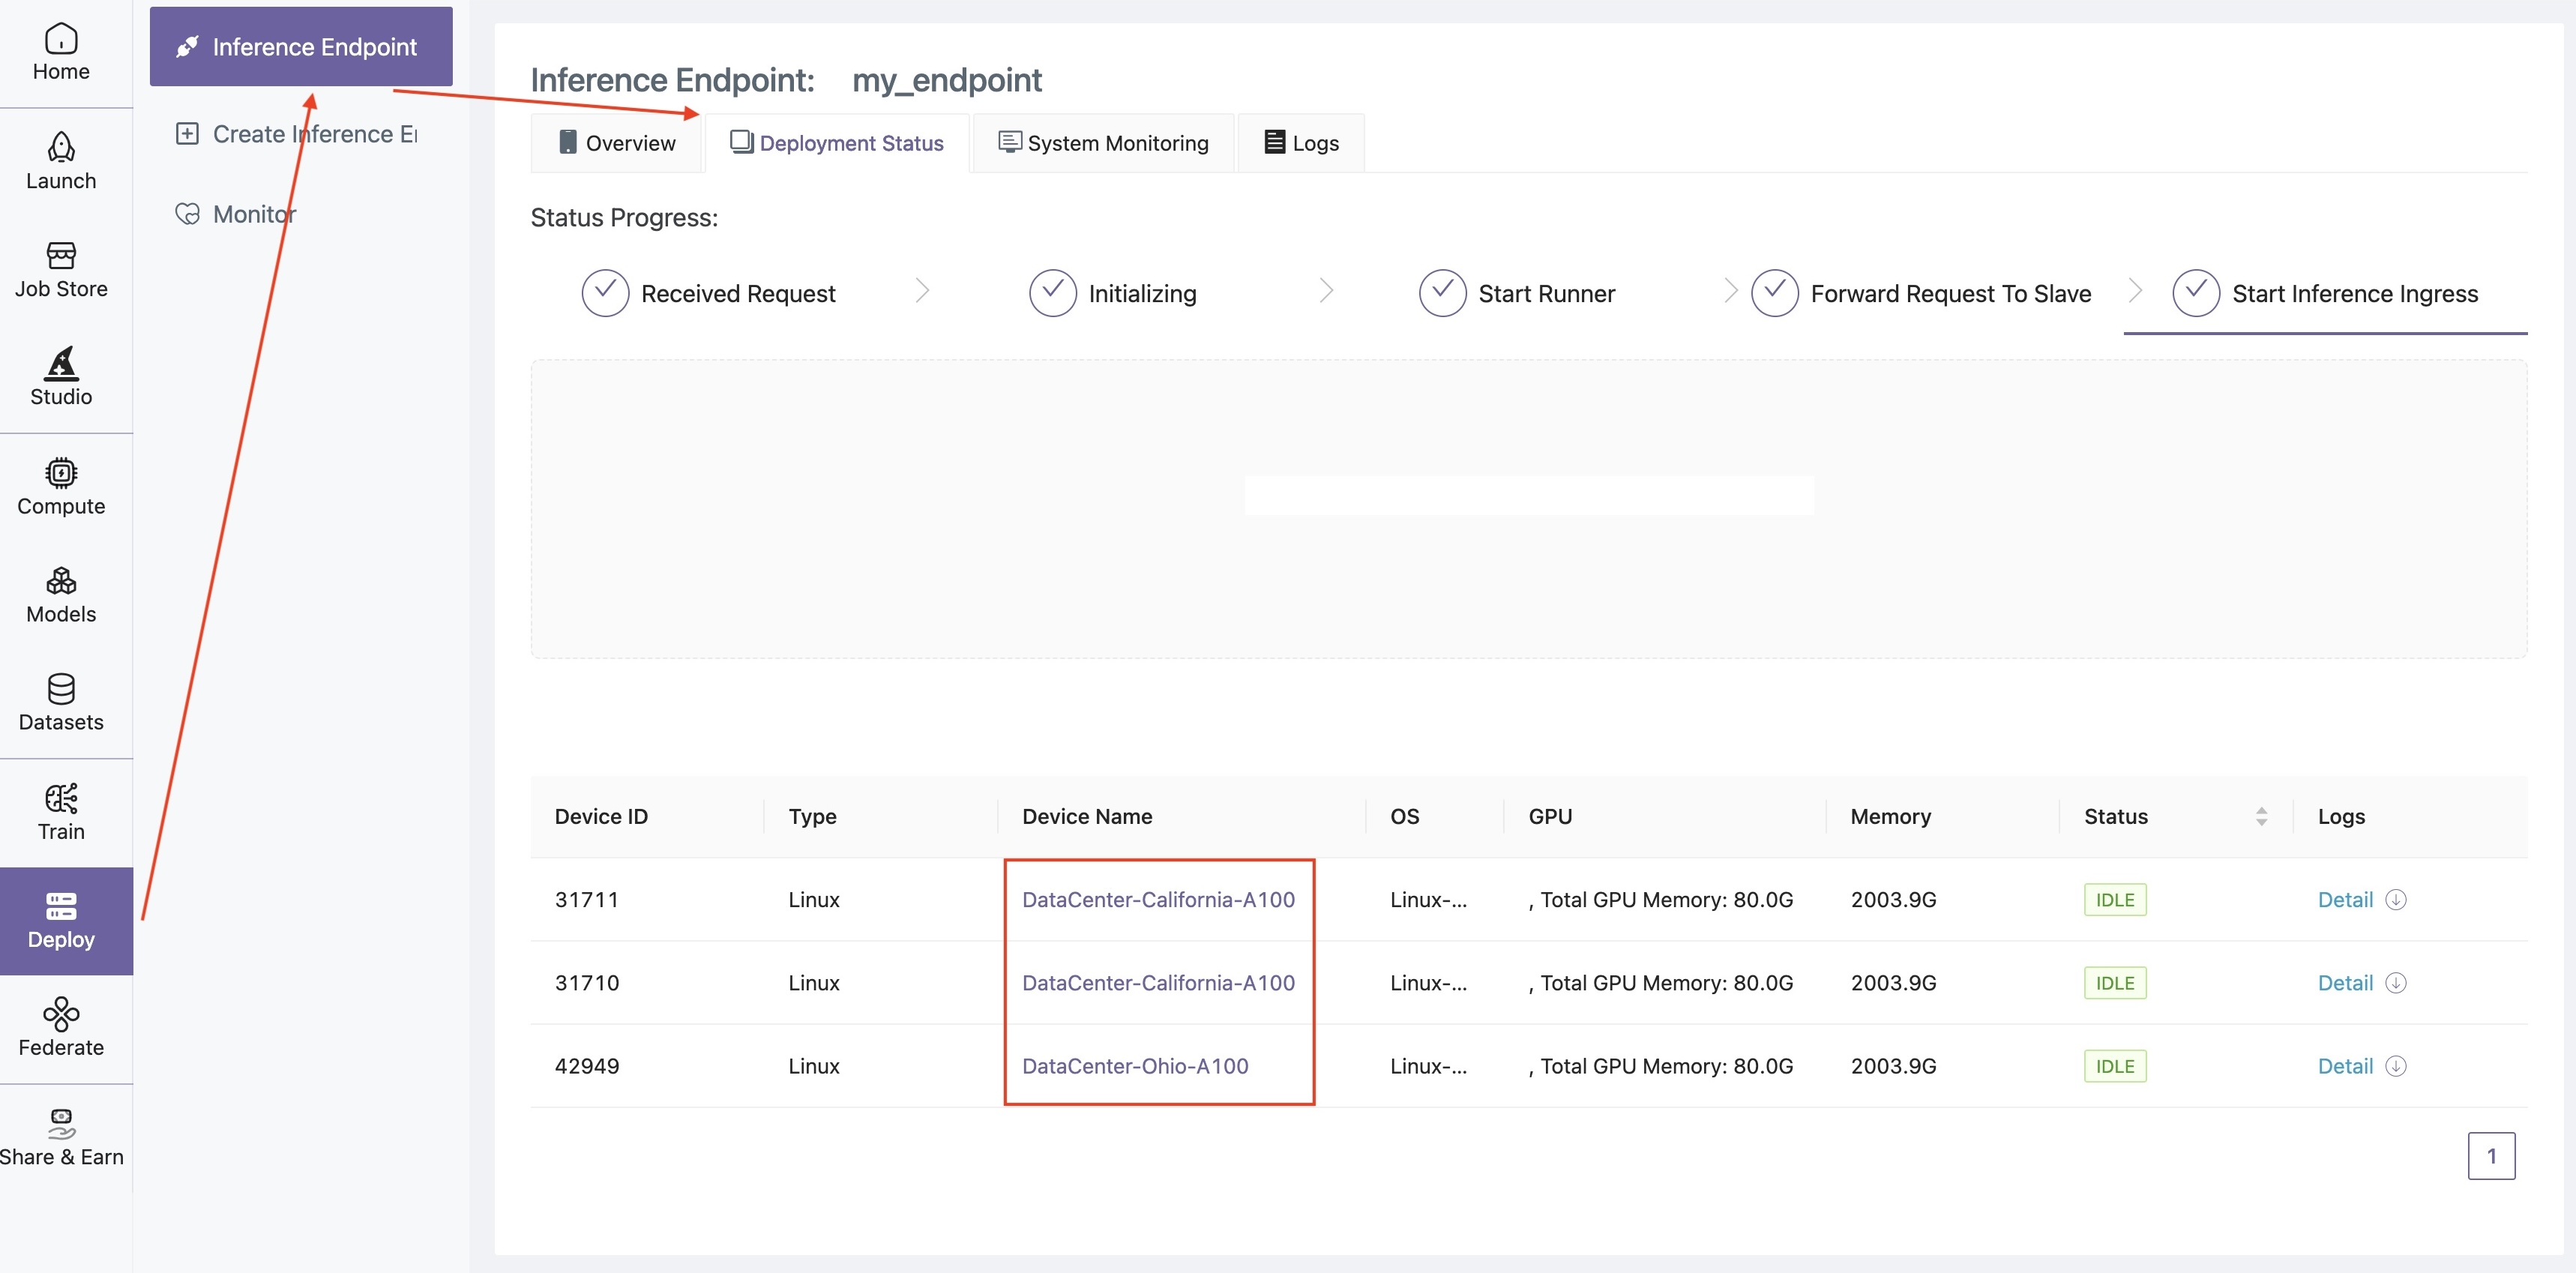 Home
Launch
Job Store
Studio
Compute
Models
Datasets
Train
Deploy
Federate
Share & Earn
Inference Endpoint
Create Inference Er
Monitor
Inference Endpoint: my_endpoint
Overview Deployment Status System Monitoring Logs
Status Progress:
Received Request Initializing Start Runner Forward Request To Slave Start Inference Ingress
Device ID Type Device Name OS GPU Memory Status Logs
31711 Linux DataCenter-California-A100 Linux-... , Total GPU Memory: 80.0G 2003.9G IDLE Detail
31710 Linux DataCenter-California-A100 Linux-... , Total GPU Memory: 80.0G 2003.9G IDLE Detail
42949 Linux DataCenter-Ohio-A100 Linux-... , Total GPU Memory: 80.0G 2003.9G IDLE Detail
1